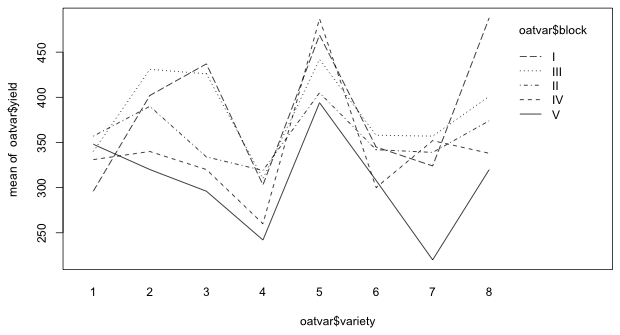 oatvar$block
I
III
II
IV
V
mean of  oatvar$yield
450
400
350
300
250
1 2 3 4 5 6 7 8
oatvar$variety